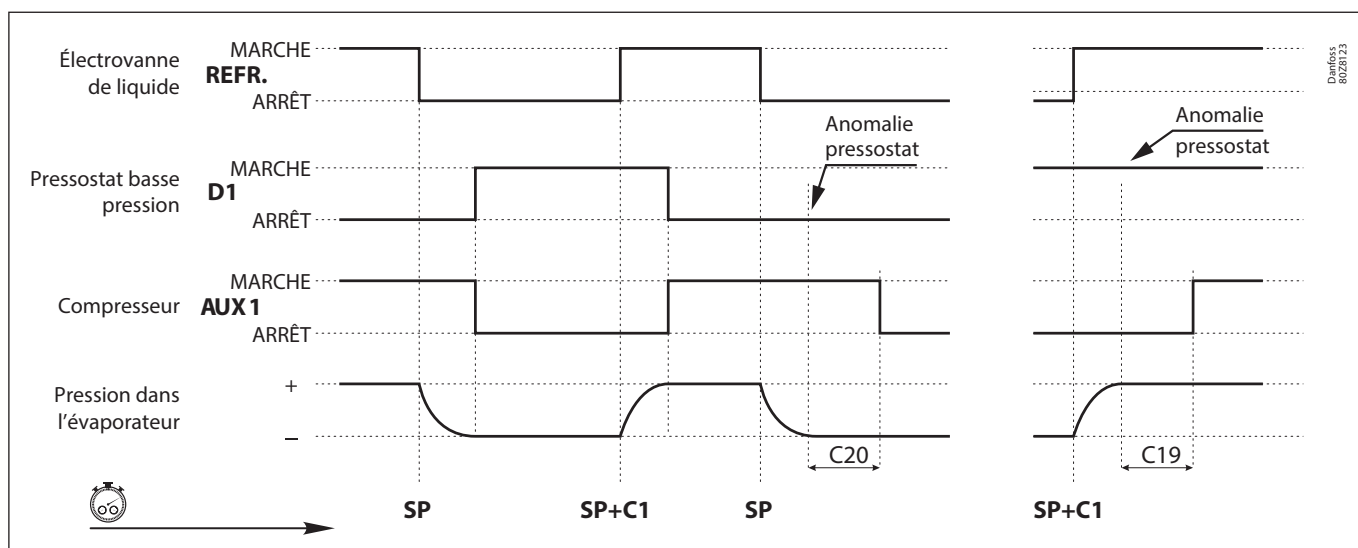 Électrovanne
de liquide
REFR.
MARCHE
ARRÊT
Danfoss
80Z8123
Pressostat basse
pression
D1
MARCHE
ARRÊT
Anomalie
pressostat
Anomalie
pressostat
Compresseur
AUX 1
MARCHE
ARRÊT
Pression dans
l'évaporateur
+
–
C20
C19
SP
SP+C1
SP
SP+C1